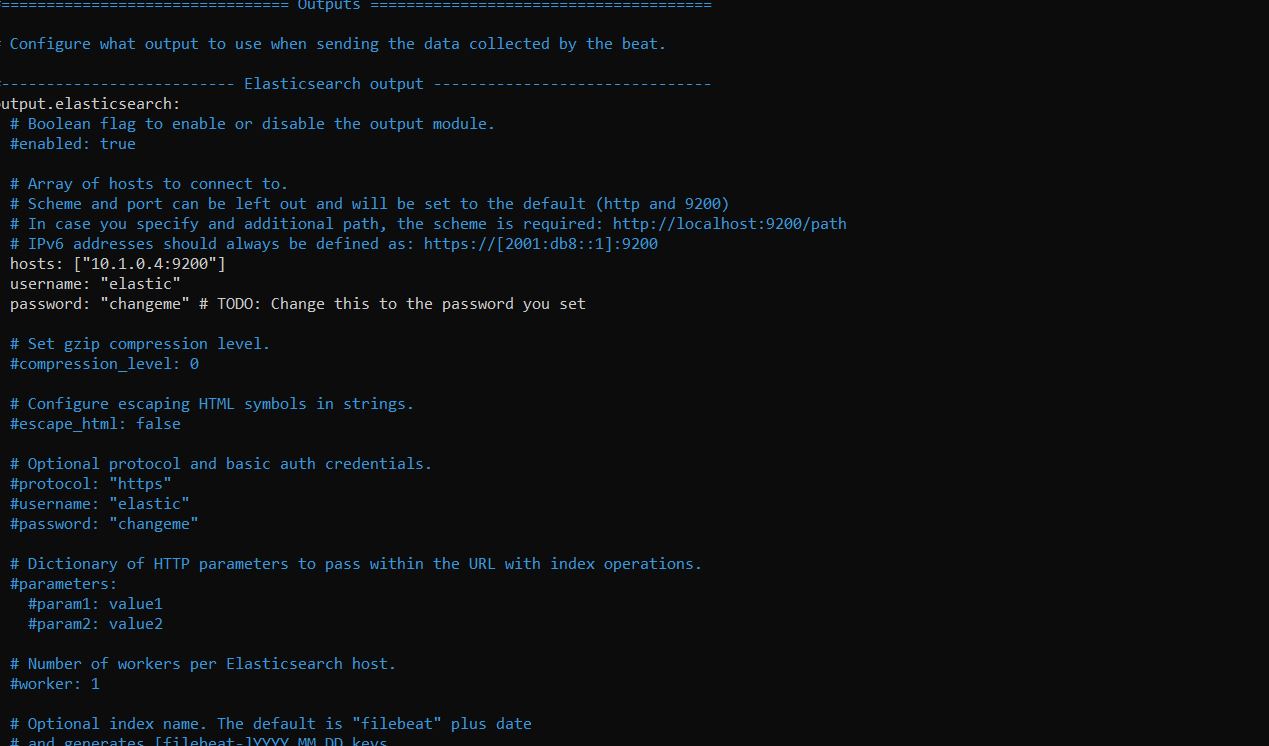 #================================ Outputs ======================================
# Configure what output to use when sending the data collected by the beat.
#-------------------------- Elasticsearch output -------------------------------
output.elasticsearch:
# Boolean flag to enable or disable the output module.
#enabled: true
# Array of hosts to connect to.
# Scheme and port can be left out and will be set to the default (http and 9200)
# In case you specify and additional path, the scheme is required: http://localhost:9200/path
# IPv6 addresses should always be defined as: https://[2001:db8::1]:9200
hosts: ["10.1.0.4:9200"]
username: "elastic"
password: "changeme" # TODO: Change this to the password you set
# Set gzip compression level.
#compression_level: 0
# Configure escaping HTML symbols in strings.
#escape_html: false
# Optional protocol and basic auth credentials.
#protocol: "https"
#username: "elastic"
#password: "changeme"
# Dictionary of HTTP parameters to pass within the URL with index operations.
#parameters:
#param1: value1
#param2: value2
# Number of workers per Elasticsearch host.
#worker: 1
# Optional index name. The default is "filebeat" plus date
# and generates [filebeat-]YYYY.MM.DD keys.